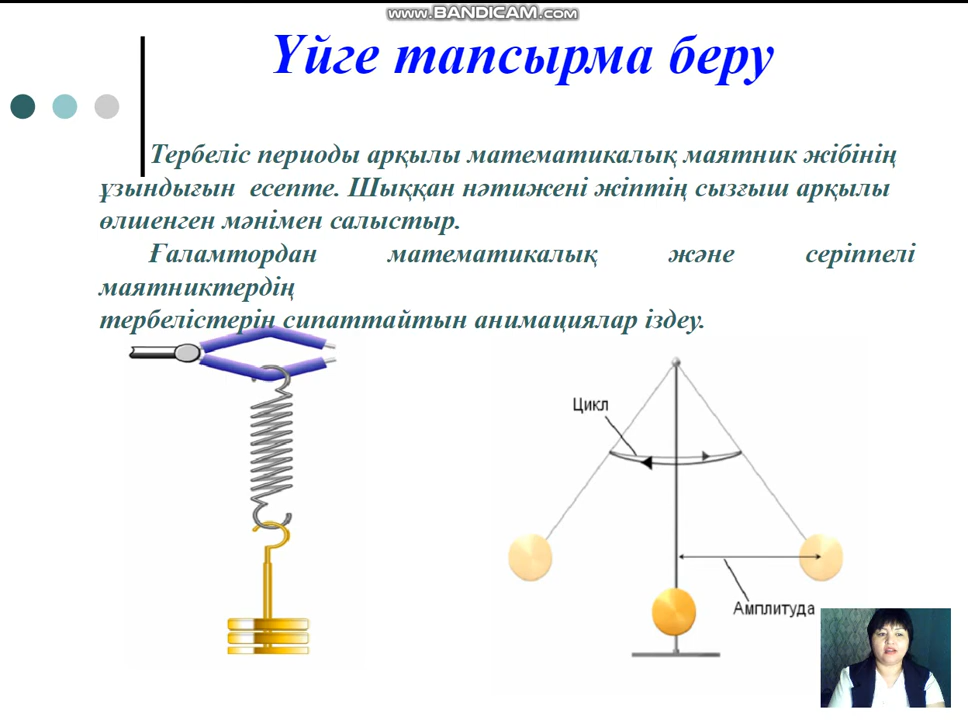 www.BANDICAM.com
Үйге тапсырма беру
Тербеліс периоды арқылы математикалық маятник жібінің
ұзындығын есепте. Шыққан нәтижені жіптің сызғыш арқылы
өлшенген мәнімен салыстыр.
Ғаламтордан математикалық және серіппелі
маятниктердің
тербелістерін сипаттайтын анимациялар іздеу.
Цикл
Амплитуда